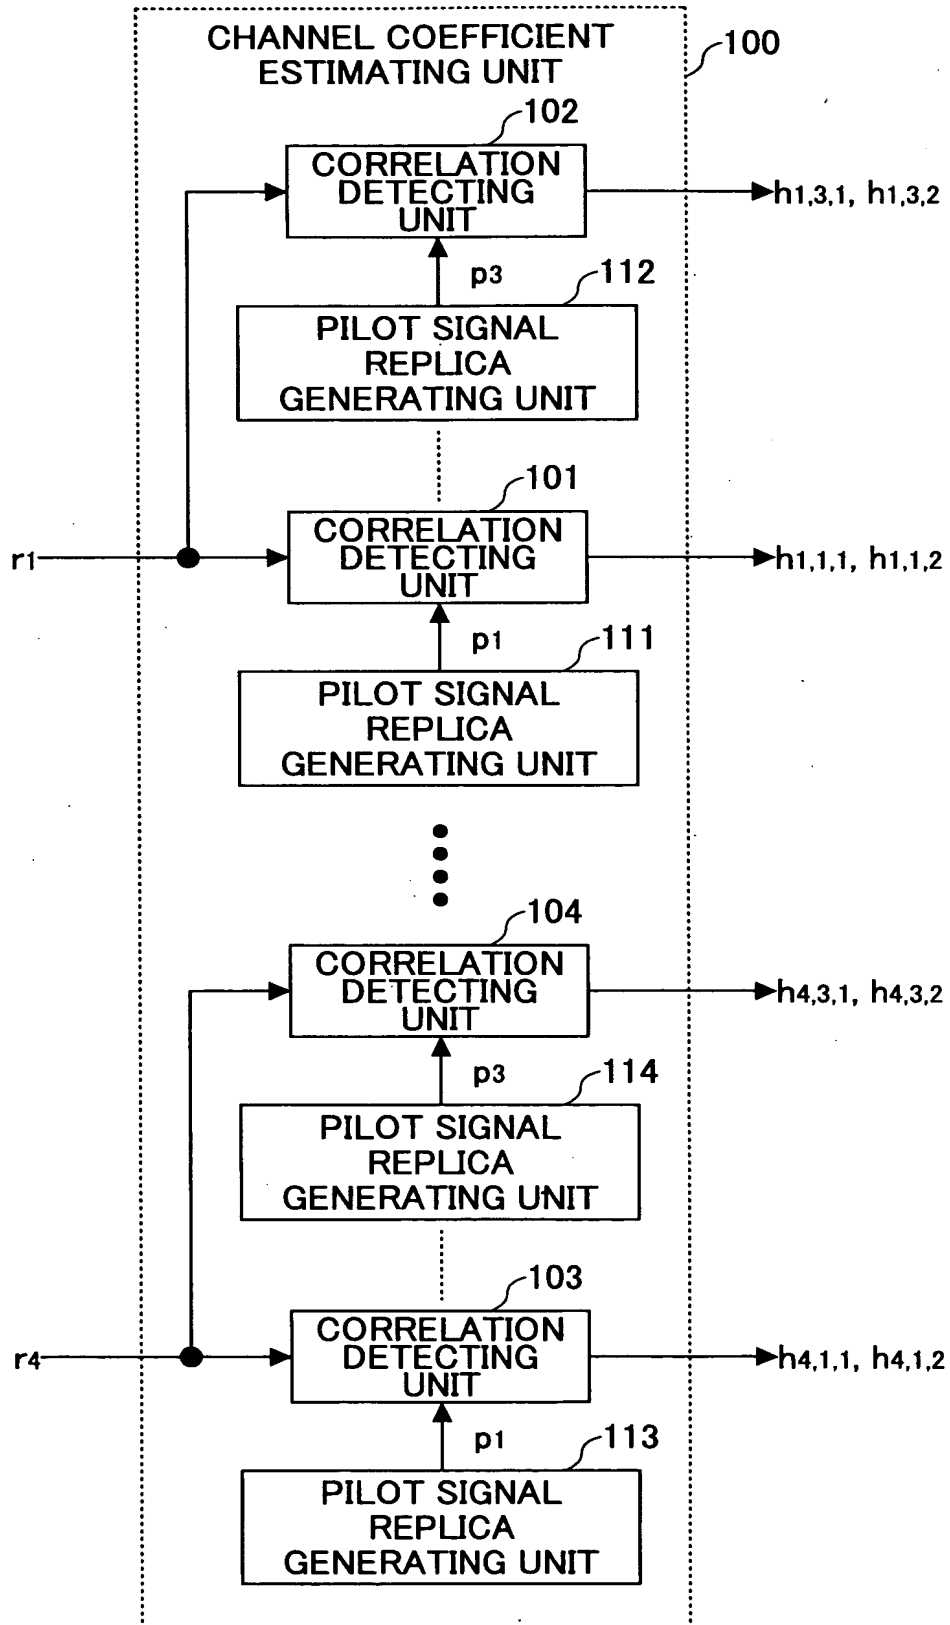 CHANNEL COEFFICIENT
ESTIMATING UNIT
100
102
CORRELATION
DETECTING
UNIT
h1,3,1, h1,3,2
p3
112
PILOT SIGNAL
REPLICA
GENERATING UNIT
101
CORRELATION
DETECTING
UNIT
r1
h1,1,1, h1,1,2
p1
111
PILOT SIGNAL
REPLICA
GENERATING UNIT
104
CORRELATION
DETECTING
UNIT
h4,3,1, h4,3,2
p3
114
PILOT SIGNAL
REPLICA
GENERATING UNIT
103
CORRELATION
DETECTING
UNIT
r4
h4,1,1, h4,1,2
p1
113
PILOT SIGNAL
REPLICA
GENERATING UNIT